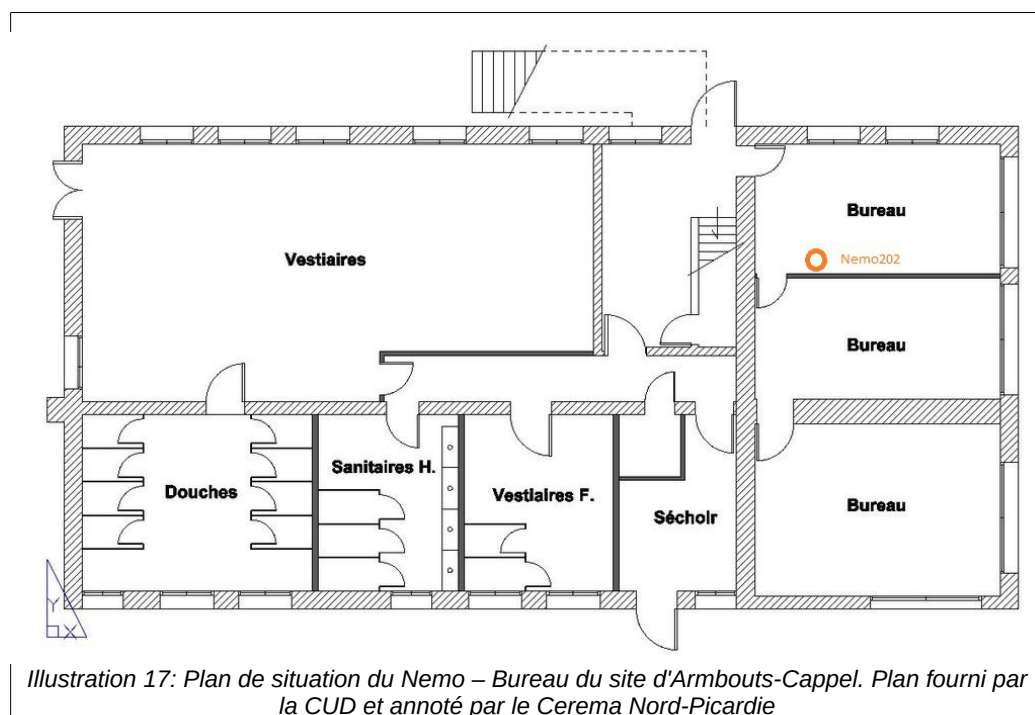 Bureau
Vestiaires
Nemo202
Bureau
Sanitaires H.
Douches
Vestiaires F.
Bureau
Séchoir
Y
X
Illustration 17: Plan de situation du Nemo – Bureau du site d'Armbouts-Cappel. Plan fourni par
la CUD et annoté par le Cerema Nord-Picardie